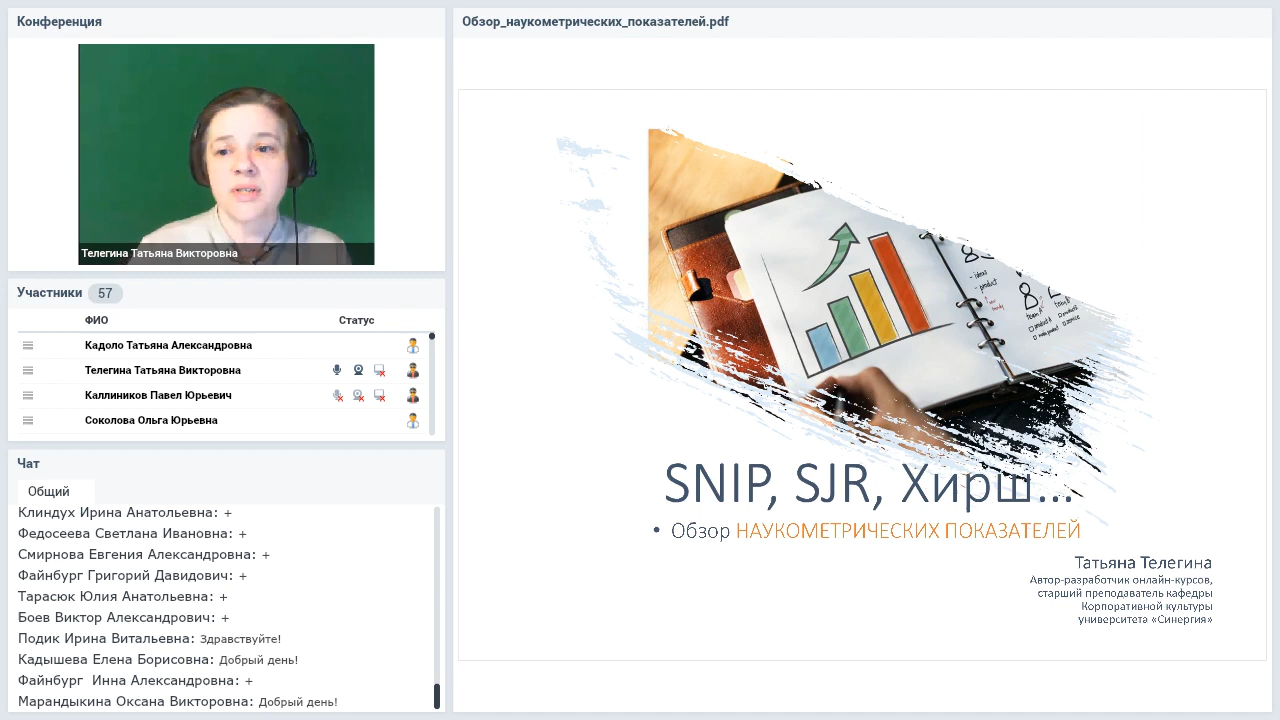 Конференция
Телегина Татьяна Викторовна
Участники 57
ФИО Статус
Кадоло Татьяна Александровна
Телегина Татьяна Викторовна
Каллиников Павел Юрьевич
Соколова Ольга Юрьевна
Чат
Общий
Клиндух Ирина Анатольевна: +
Федосеева Светлана Ивановна: +
Смирнова Евгения Александровна: +
Файнбург Григорий Давидович: +
Тарасюк Юлия Анатольевна: +
Боев Виктор Александрович: +
Подик Ирина Витальевна: Здравствуйте!
Кадышева Елена Борисовна: Добрый день!
Файнбург Инна Александровна: +
Марандыкина Оксана Викторовна: Добрый день!
Обзор_наукометрических_показателей.pdf
- ideas
- product
SNIP, SJR, Хирш...
• Обзор НАУКОМЕТРИЧЕСКИХ ПОКАЗАТЕЛЕЙ
Татьяна Телегина
Автор-разработчик онлайн-курсов,
старший преподаватель кафедры
Корпоративной культуры
университета «Синергия»